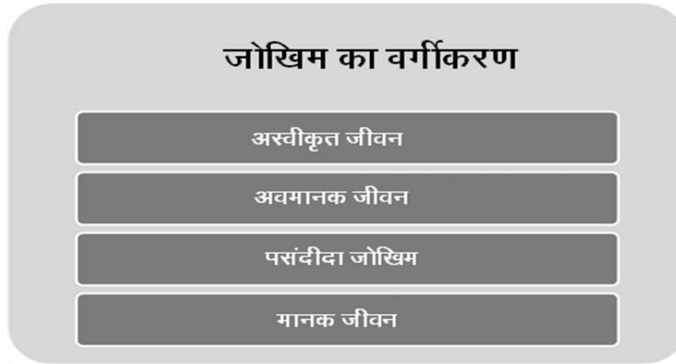 जोखिम का वर्गीकरण
अस्वीकृत जीवन
अवमानक जीवन
पसंदीदा जोखिम
मानक जीवन